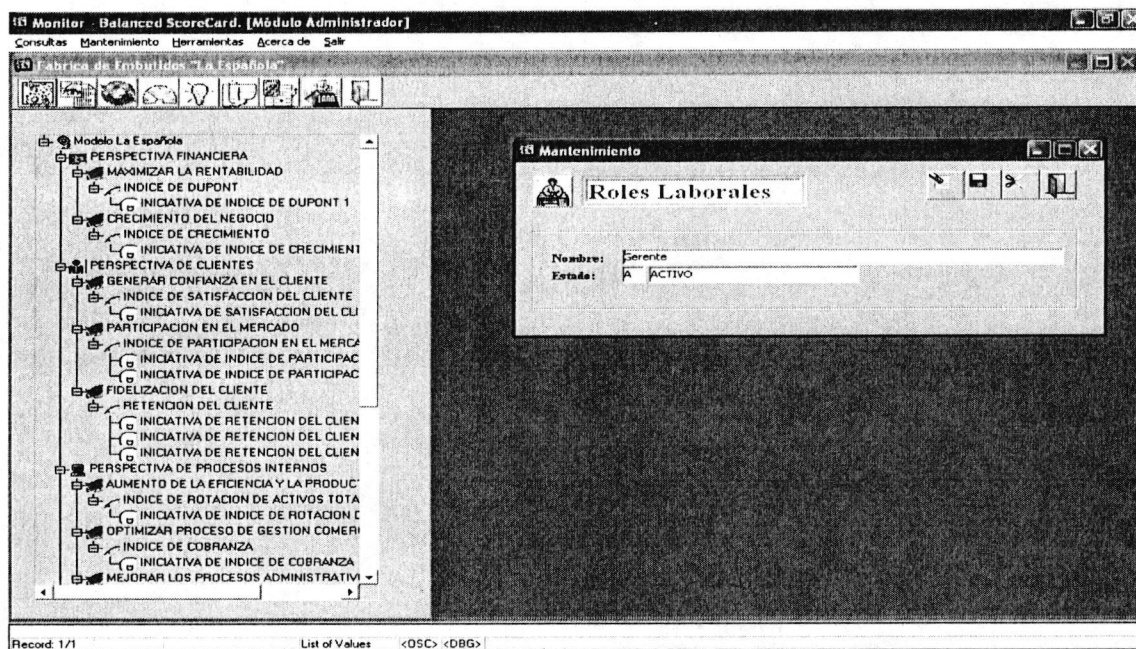 Monitor - Balanced ScoreCard. [Módulo Administrador]
Consultas Mantenimiento Herramientas Acerca de Salir
Fabrica de Embutidos "La Española"
Modelo La Española
PERSPECTIVA FINANCIERA
MAXIMIZAR LA RENTABILIDAD
INDICE DE DUPONT
INICIATIVA DE INDICE DE DUPONT 1
CRECIMIENTO DEL NEGOCIO
INDICE DE CRECIMIENTO
INICIATIVA DE INDICE DE CRECIMIENT
PERSPECTIVA DE CLIENTES
GENERAR CONFIANZA EN EL CLIENTE
INDICE DE SATISFACCION DEL CLIENTE
INICIATIVA DE SATISFACCION DEL CLI
PARTICIPACION EN EL MERCADO
INDICE DE PARTICIPACION EN EL MERCA
INICIATIVA DE INDICE DE PARTICIPAC
INICIATIVA DE INDICE DE PARTICIPAC
FIDELIZACION DEL CLIENTE
RETENCION DEL CLIENTE
INICIATIVA DE RETENCION DEL CLIEN
INICIATIVA DE RETENCION DEL CLIEN
INICIATIVA DE RETENCION DEL CLIEN
PERSPECTIVA DE PROCESOS INTERNOS
AUMENTO DE LA EFICIENCIA Y LA PRODUCT
INDICE DE ROTACION DE ACTIVOS TOTA
INICIATIVA DE INDICE DE ROTACION D
OPTIMIZAR PROCESO DE GESTION COMER
INDICE DE COBRANZA
INICIATIVA DE INDICE DE COBRANZA
MEJORAR LOS PROCESOS ADMINISTRATIV
Mantenimiento
Roles Laborales
Nombre: Gerente
Estado: A ACTIVO
Record: 1/1 List of Values <OSC> <DBG>